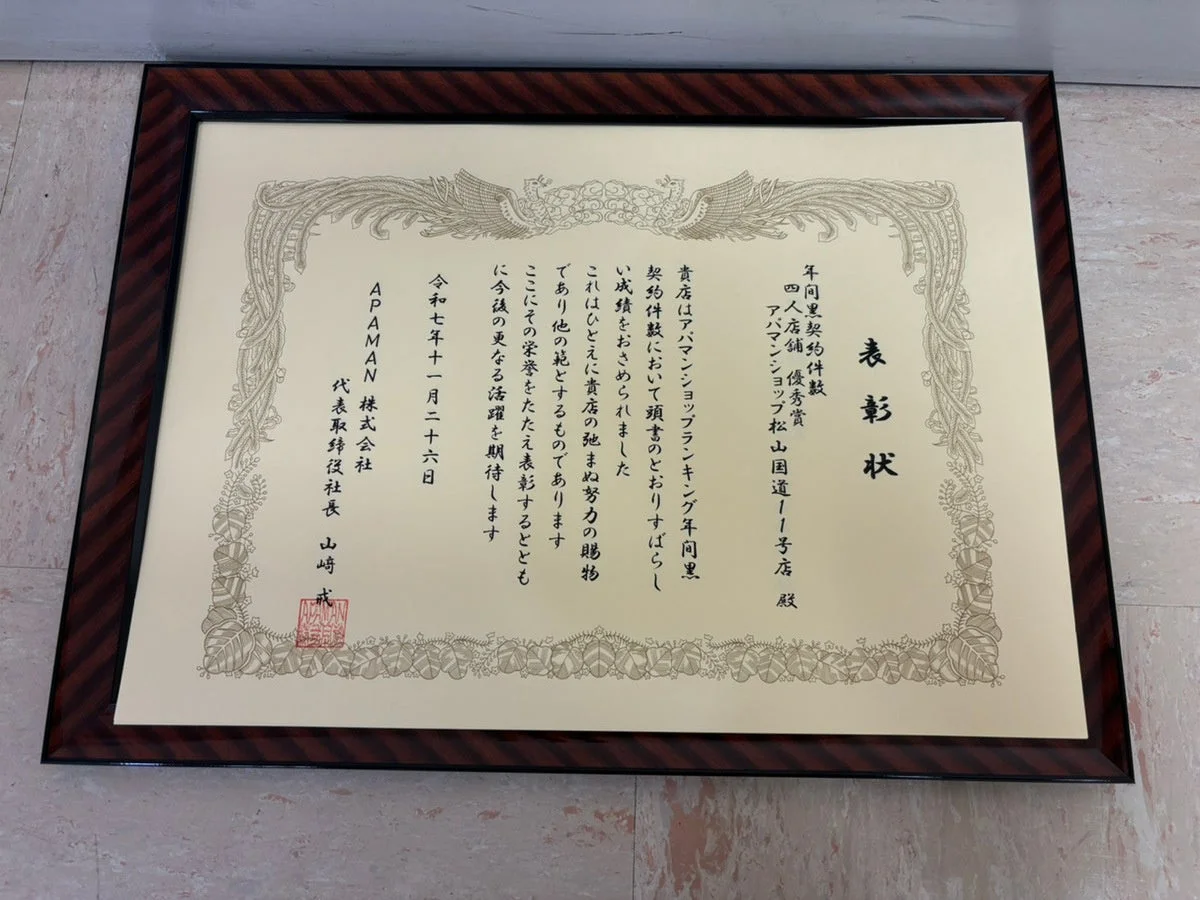 表彰状
年間黒契約件数
四人店舗 優秀賞
アパマンショップ松山国道11号店 殿
貴店はアパマンショップランキング年間黒
契約件数において頭書のとおりすばらし
い成績をおさめられました
これはひとえに貴店の弛まぬ努力の賜物
であり他の範とするものであります
ここにその栄誉をたたえ表彰するととも
に今後の更なる活躍を期待します
令和七年十一月二十六日
APAMAN 株式会社
代表取締役社長 山﨑 戒